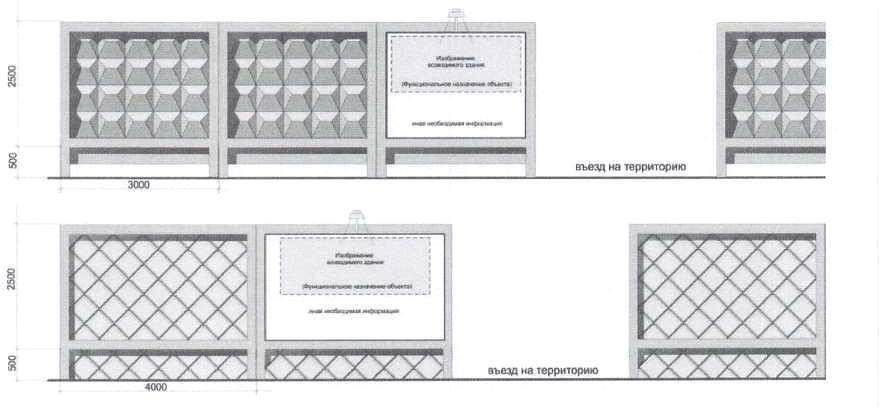 2500
500
3000
Изображение
возводимого здания
(Функциональное назначение объекта)
иная необходимая информация
въезд на территорию
2500
500
4000
Изображение
возводимого здания
(Функциональное назначение объекта)
иная необходимая информация
въезд на территорию